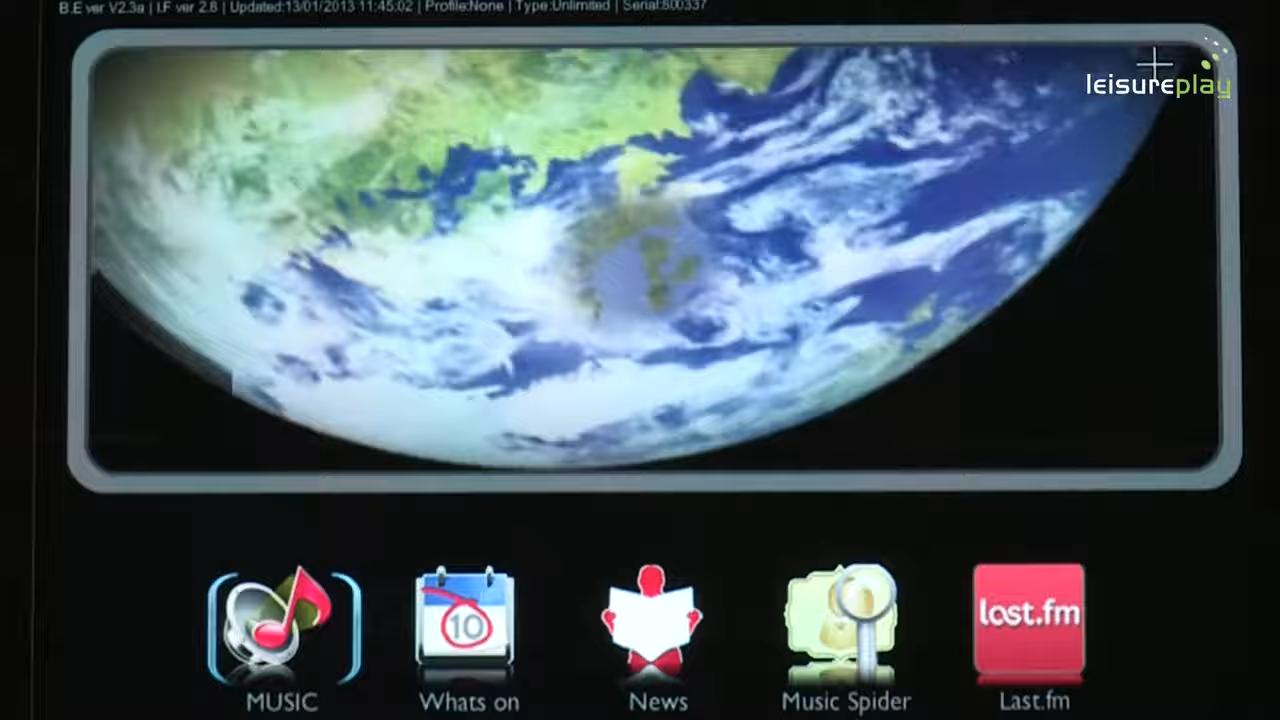 B.E ver V2.3a | I.F ver 2.8 | Updated:13/01/2013 11:45:02 | Profile:None | Type:Unlimited | Serial:800337
leisureplay
10
last.fm
MUSIC
Whats on
News
Music Spider
Last.fm